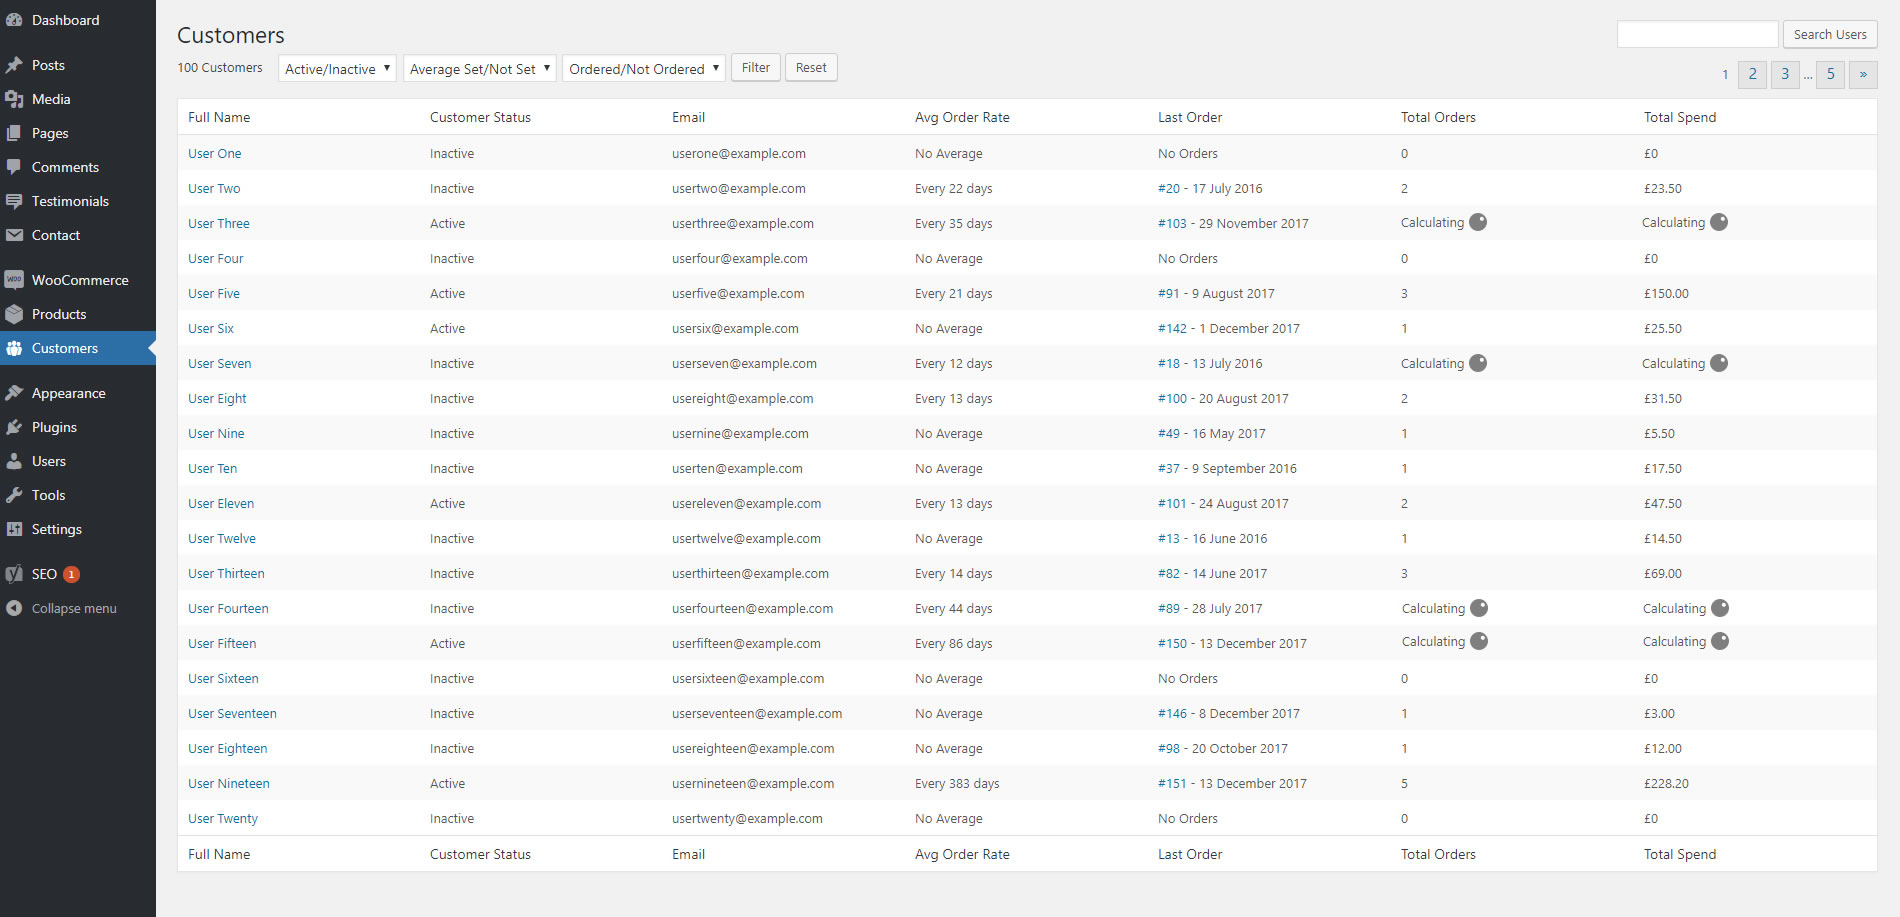 Dashboard
Posts
Media
Pages
Comments
Testimonials
Contact
WooCommerce
Products
Customers
Appearance
Plugins
Users
Tools
Settings
SEO 1
Collapse menu
Customers
Search Users
100 Customers Active/Inactive Average Set/Not Set Ordered/Not Ordered Filter Reset
1 2 3 ... 5 »
Full Name Customer Status Email Avg Order Rate Last Order Total Orders Total Spend
User One Inactive userone@example.com No Average No Orders 0 £0
User Two Inactive usertwo@example.com Every 22 days #20 - 17 July 2016 2 £23.50
User Three Active userthree@example.com Every 35 days #103 - 29 November 2017 Calculating Calculating
User Four Inactive userfour@example.com No Average No Orders 0 £0
User Five Active userfive@example.com Every 21 days #91 - 9 August 2017 3 £150.00
User Six Active usersix@example.com No Average #142 - 1 December 2017 1 £25.50
User Seven Inactive userseven@example.com Every 12 days #18 - 13 July 2016 Calculating Calculating
User Eight Inactive usereight@example.com Every 13 days #100 - 20 August 2017 2 £31.50
User Nine Inactive usernine@example.com No Average #49 - 16 May 2017 1 £5.50
User Ten Inactive userten@example.com No Average #37 - 9 September 2016 1 £17.50
User Eleven Active usereleven@example.com Every 13 days #101 - 24 August 2017 2 £47.50
User Twelve Inactive usertwelve@example.com No Average #13 - 16 June 2016 1 £14.50
User Thirteen Inactive userthirteen@example.com Every 14 days #82 - 14 June 2017 3 £69.00
User Fourteen Inactive userfourteen@example.com Every 44 days #89 - 28 July 2017 Calculating Calculating
User Fifteen Active userfifteen@example.com Every 86 days #150 - 13 December 2017 Calculating Calculating
User Sixteen Inactive usersixteen@example.com No Average No Orders 0 £0
User Seventeen Inactive userseventeen@example.com No Average #146 - 8 December 2017 1 £3.00
User Eighteen Inactive usereighteen@example.com No Average #98 - 20 October 2017 1 £12.00
User Nineteen Active usernineteen@example.com Every 383 days #151 - 13 December 2017 5 £228.20
User Twenty Inactive usertwenty@example.com No Average No Orders 0 £0
Full Name Customer Status Email Avg Order Rate Last Order Total Orders Total Spend